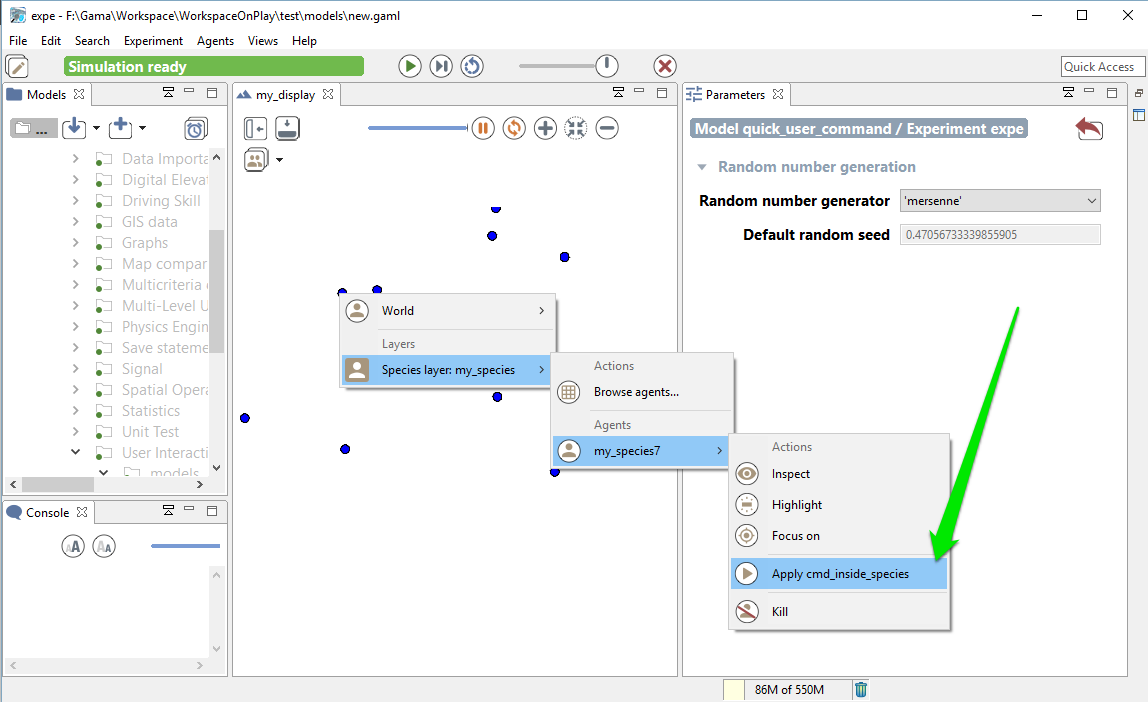 expe - F:\Gama\Workspace\WorkspaceOnPlay\test\models\new.gaml
File Edit Search Experiment Agents Views Help
Simulation ready
Quick Access
Models
...
Data Importa
Digital Elevat
Driving Skill
GIS data
Graphs
Map compar
Multicriteria
Multi-Level U
Physics Engin
Save stateme
Signal
Spatial Opera
Statistics
Unit Test
User Interacti
models
Console
AA
AA
my_display
World
Layers
Species layer: my_species
Actions
Browse agents...
Agents
my_species7
Actions
Inspect
Highlight
Focus on
Apply cmd_inside_species
Kill
Parameters
Model quick_user_command / Experiment expe
Random number generation
Random number generator 'mersenne'
Default random seed 0.47056733339855905
86M of 550M